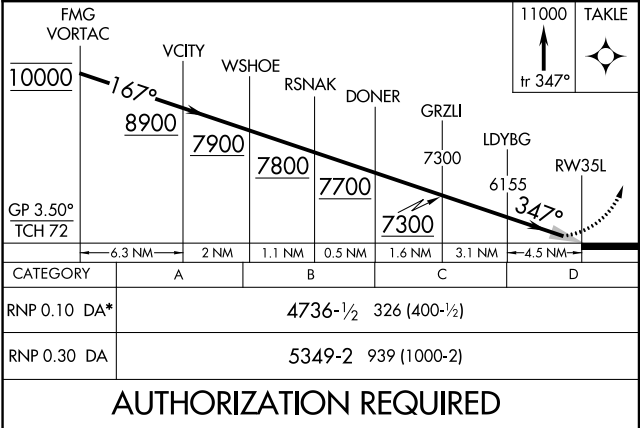 FMG
VORTAC
VCITY
WSHOE
RSNAK
DONER
GRZLI
7300
LDYBG
6155
RW35L
11000
tr 347°
TAKLE
10000
167°
8900
7900
7800
7700
7300
347°
GP 3.50°
TCH 72
6.3 NM
2 NM
1.1 NM
0.5 NM
1.6 NM
3.1 NM
4.5 NM
CATEGORY A B C D
RNP 0.10 DA* 4736-½ 326 (400-½)
RNP 0.30 DA 5349-2 939 (1000-2)
AUTHORIZATION REQUIRED